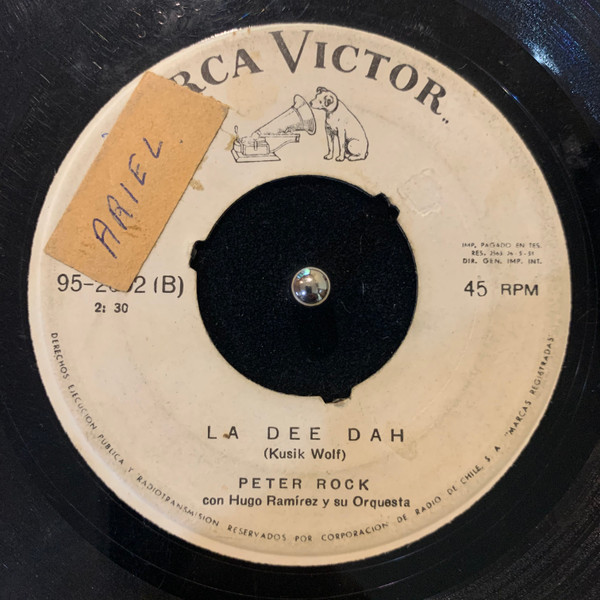 RCA VICTOR
ARIEL
IMP. PAGADO EN TES.
DIR. GEN. IMP. INT.
(B)
45 RPM
2: 30
LA DEE DAH
(Kusik Wolf)
PETER ROCK
con Hugo Ramírez y su Orquesta
DERECHOS EJECUCION PUBLICA Y RADIOTRANSMISION RESERVADOS POR CORPORACION DE RADIO DE CHILE, S. A. "MARCAS REGISTRADAS"